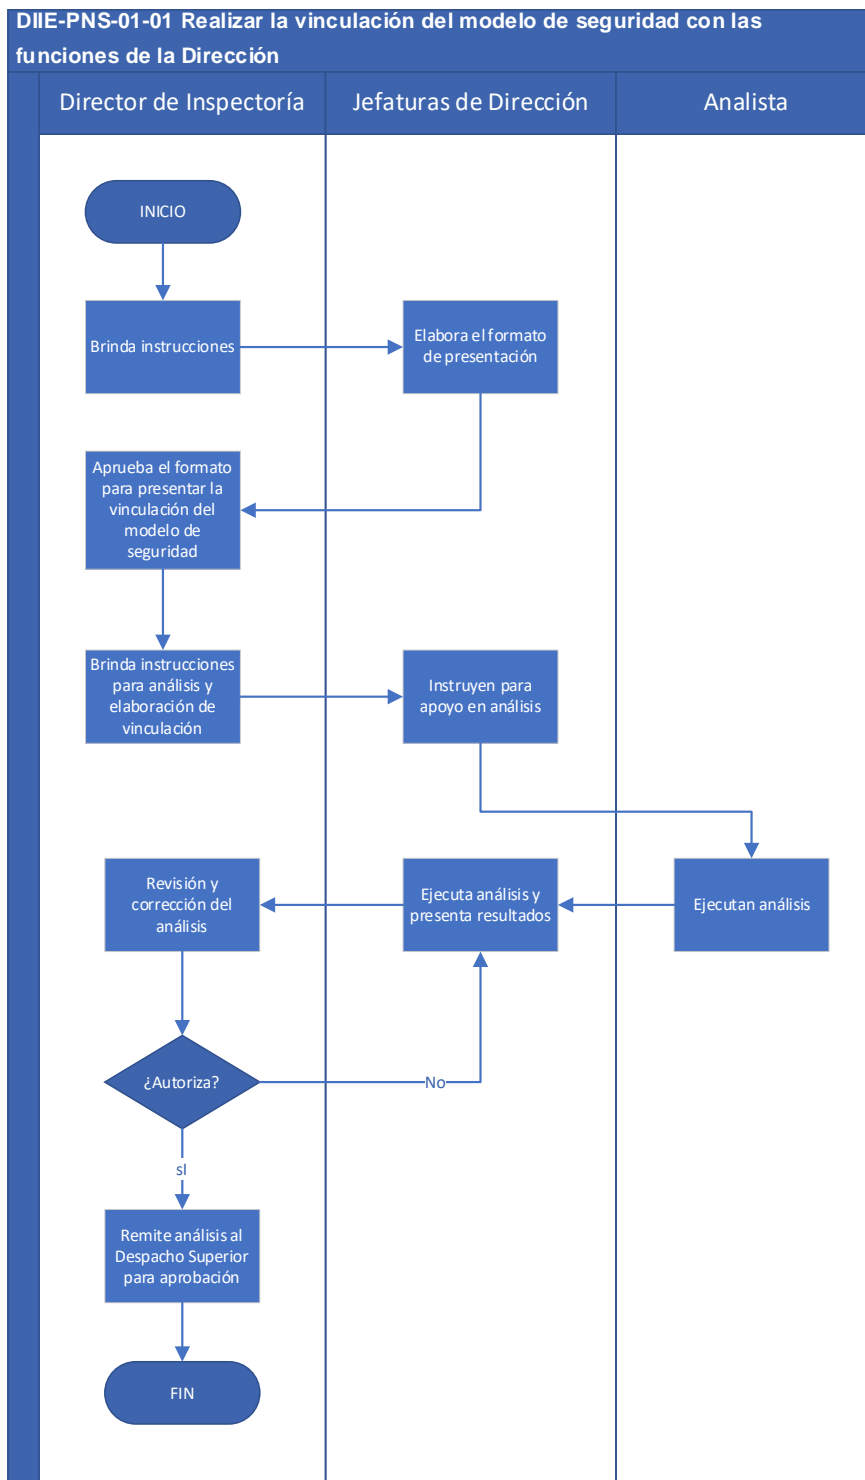 DIIE-PNS-01-01 Realizar la vinculación del modelo de seguridad con las
funciones de la Dirección
Director de Inspectoría
Jefaturas de Dirección
Analista
INICIO
Brinda instrucciones
Elabora el formato
de presentación
Aprueba el formato
para presentar la
vinculación del
modelo de
seguridad
Brinda instrucciones
para análisis y
elaboración de
vinculación
Instruyen para
apoyo en análisis
Revisión y
corrección del
análisis
Ejecuta análisis y
presenta resultados
Ejecutan análisis
¿Autoriza?
No
sI
Remite análisis al
Despacho Superior
para aprobación
FIN